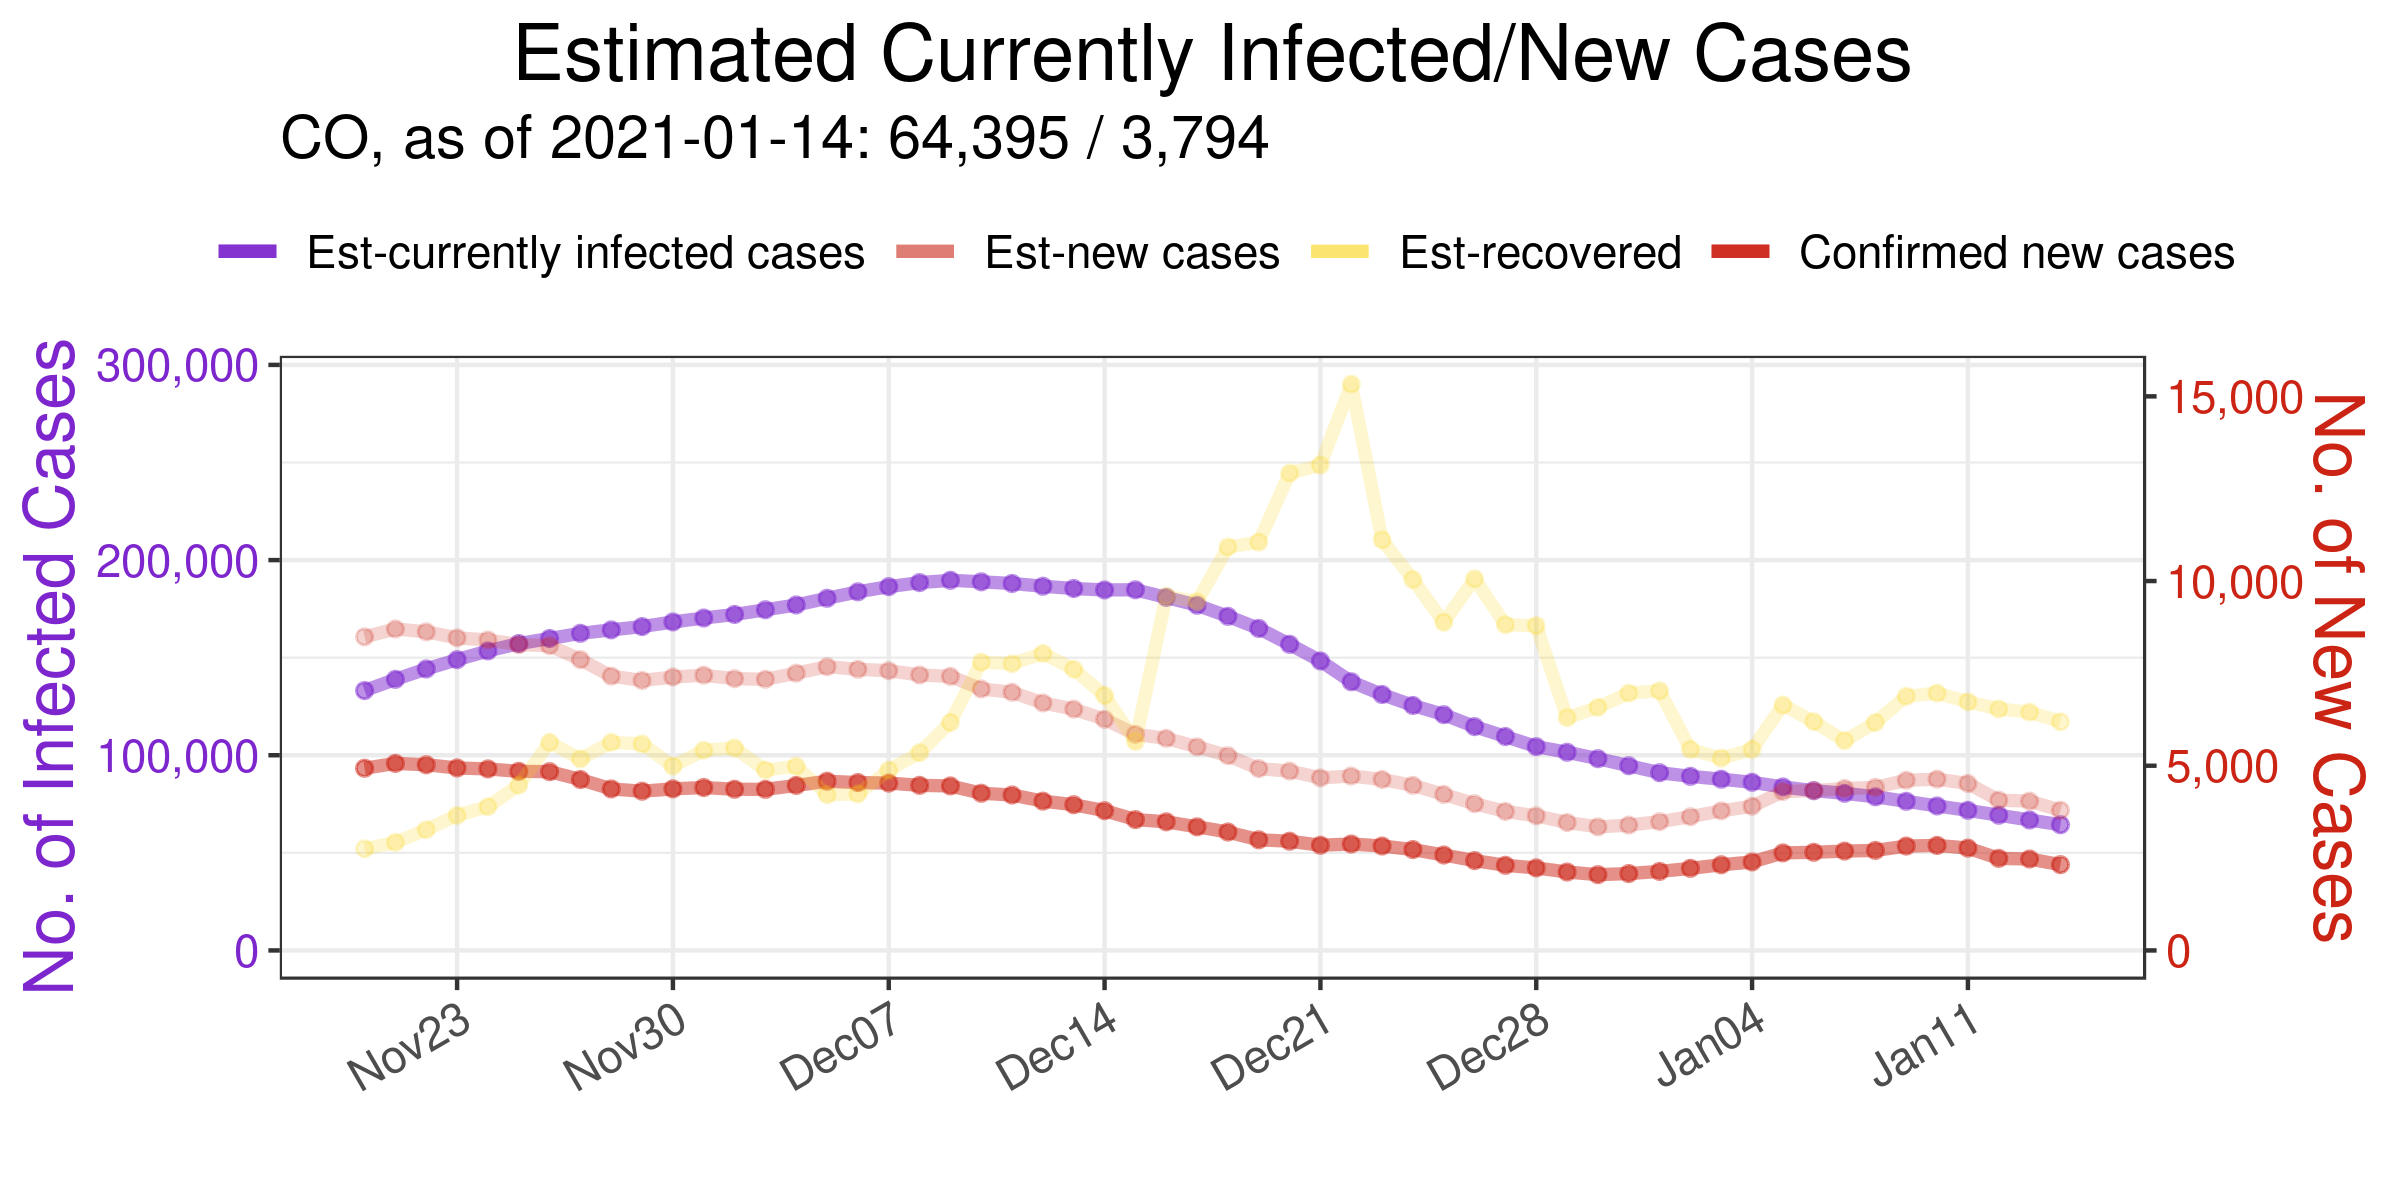 Estimated Currently Infected/New Cases
CO, as of 2021-01-14: 64,395 / 3,794
Est-currently infected cases Est-new cases Est-recovered Confirmed new cases
No. of Infected Cases
300,000
200,000
100,000
0
15,000
10,000
5,000
0
No. of New Cases
Nov23 Nov30 Dec07 Dec14 Dec21 Dec28 Jan04 Jan11